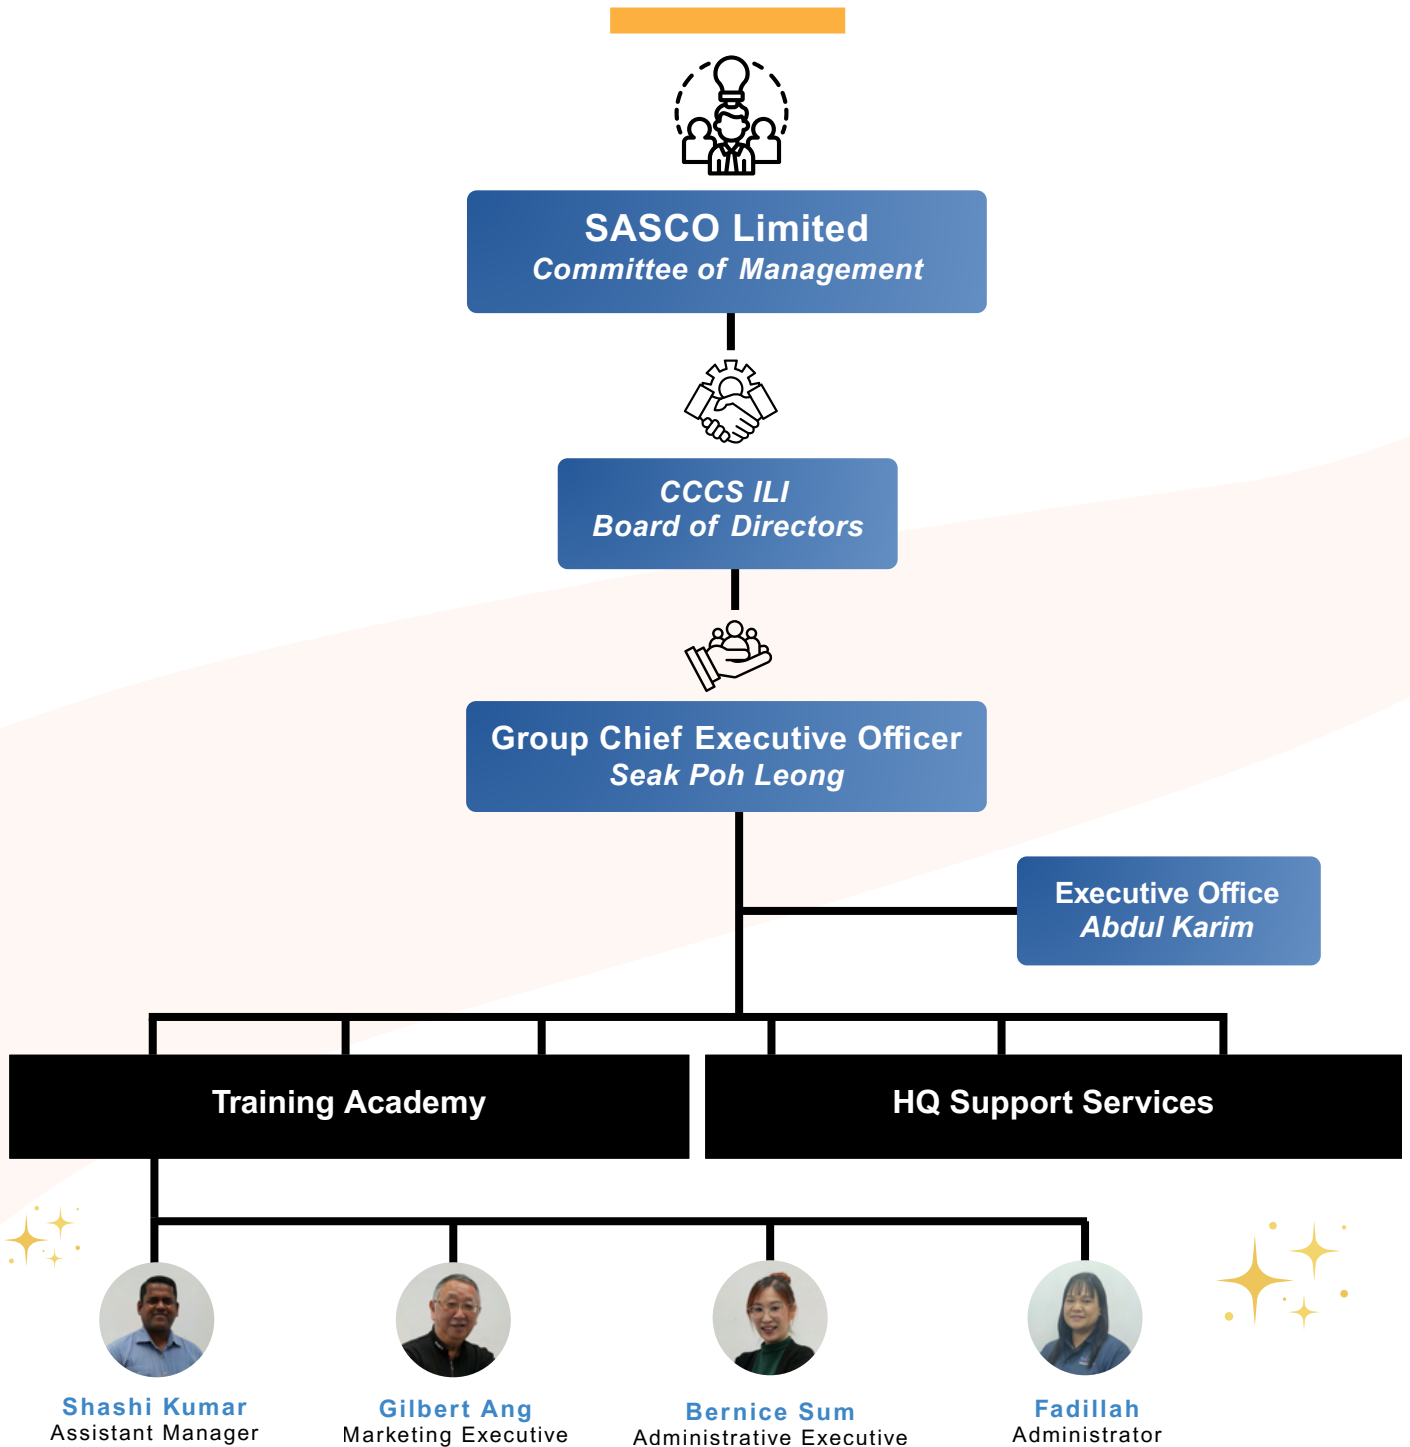 SASCO Limited
Committee of Management
CCCS ILI
Board of Directors
Group Chief Executive Officer
Seak Poh Leong
Executive Office
Abdul Karim
Training Academy
HQ Support Services
Shashi Kumar
Assistant Manager
Gilbert Ang
Marketing Executive
Bernice Sum
Administrative Executive
Fadillah
Administrator